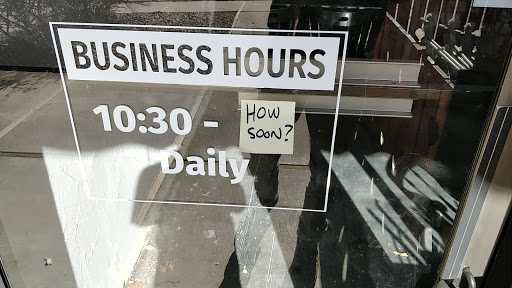 BUSINESS HOURS
10:30 -
HOW
SOON?
Daily